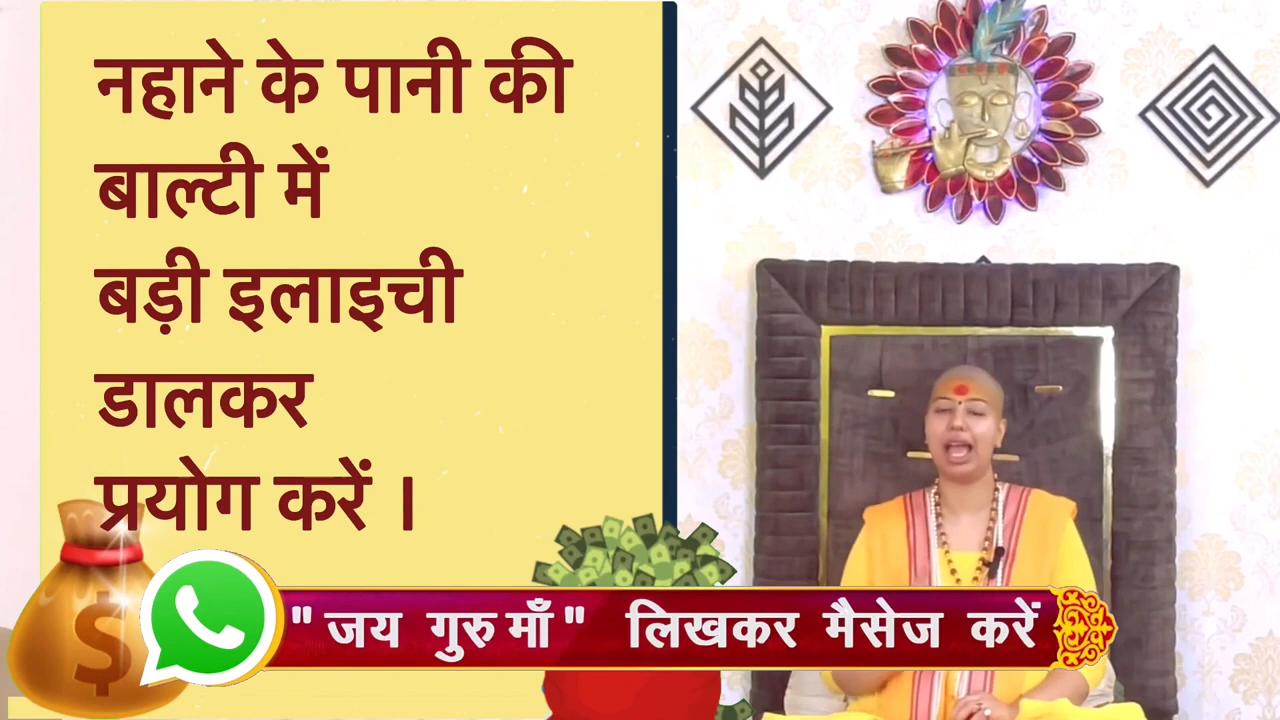 नहाने के पानी की
बाल्टी में
बड़ी इलाइची
डालकर
प्रयोग करें ।
$
"जय गुरु माँ" लिखकर मैसेज करें